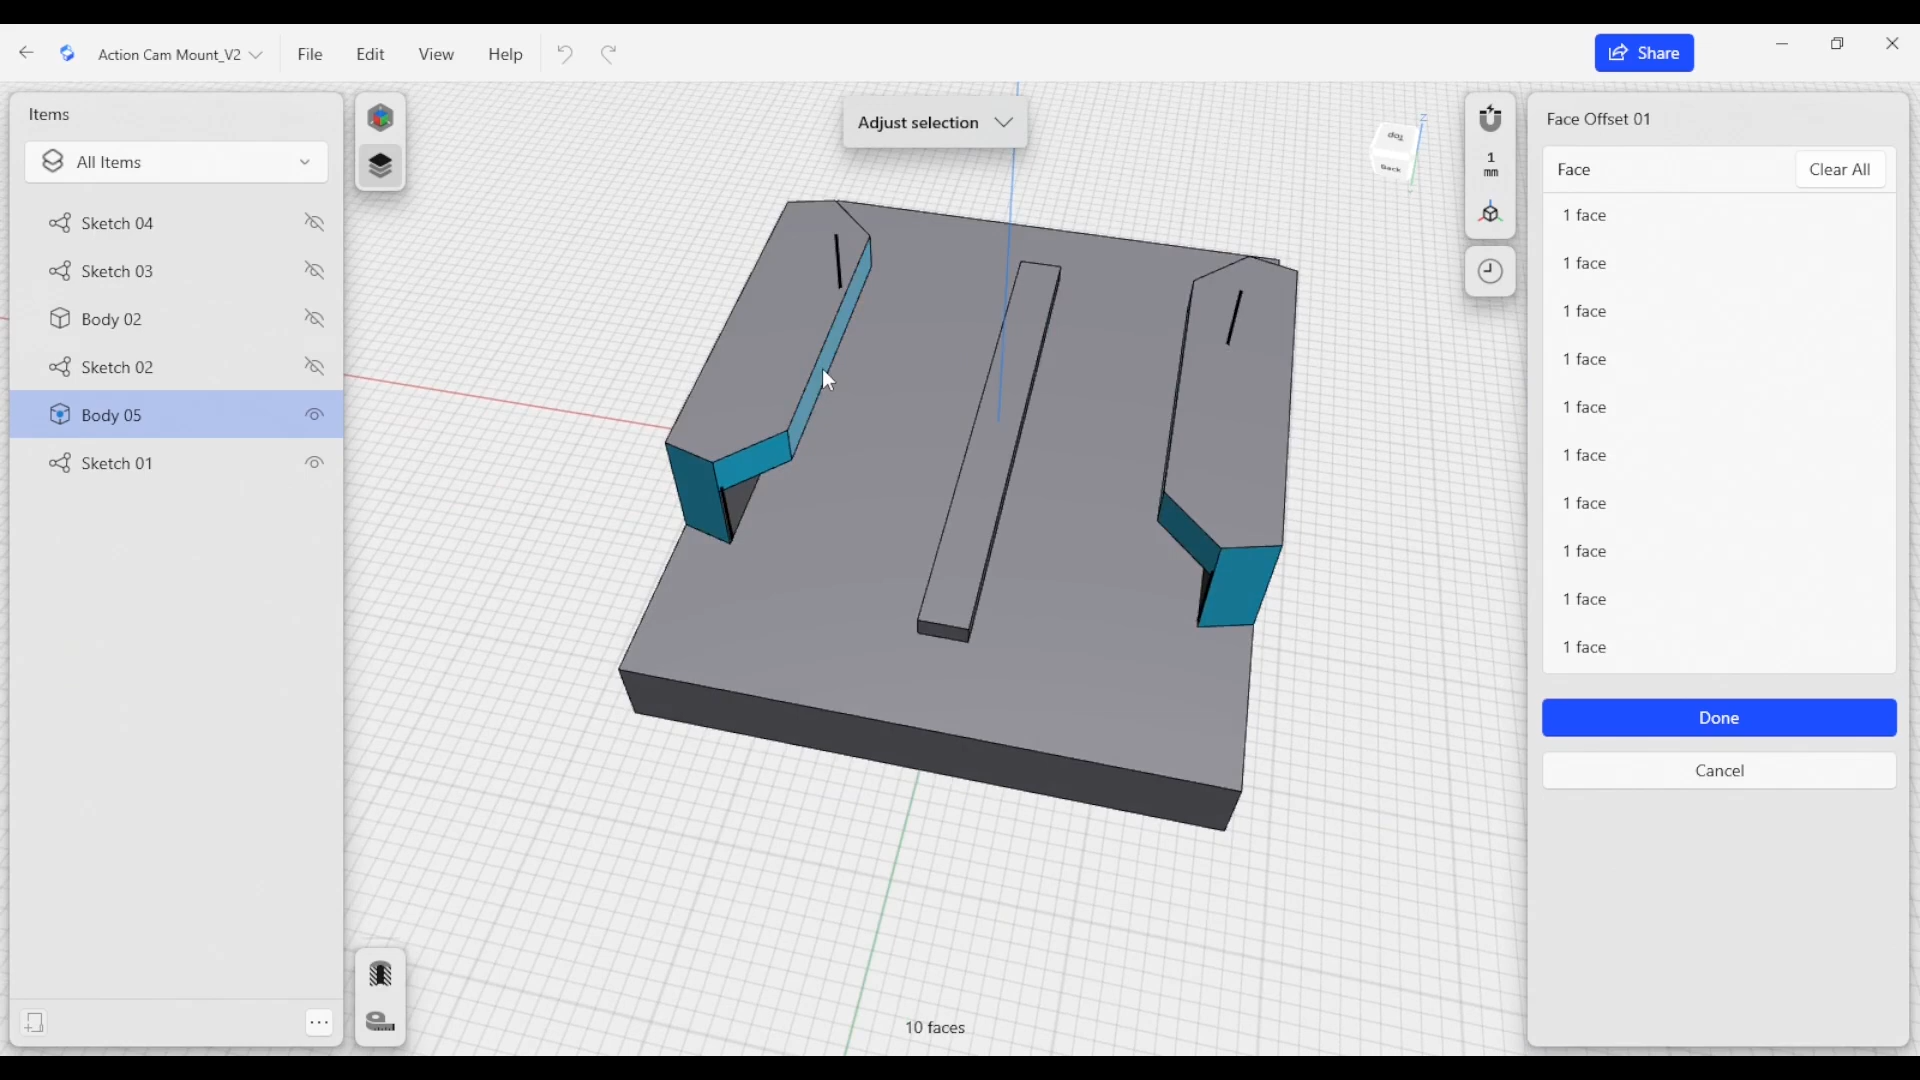 Action Cam Mount_V2
File
Edit
View
Help
Share
Items
All Items
Sketch 04
Sketch 03
Body 02
Sketch 02
Body 05
Sketch 01
Adjust selection
Z
Top
Back
1
mm
Face Offset 01
Face
Clear All
1 face
1 face
1 face
1 face
1 face
1 face
1 face
1 face
1 face
1 face
Done
Cancel
10 faces